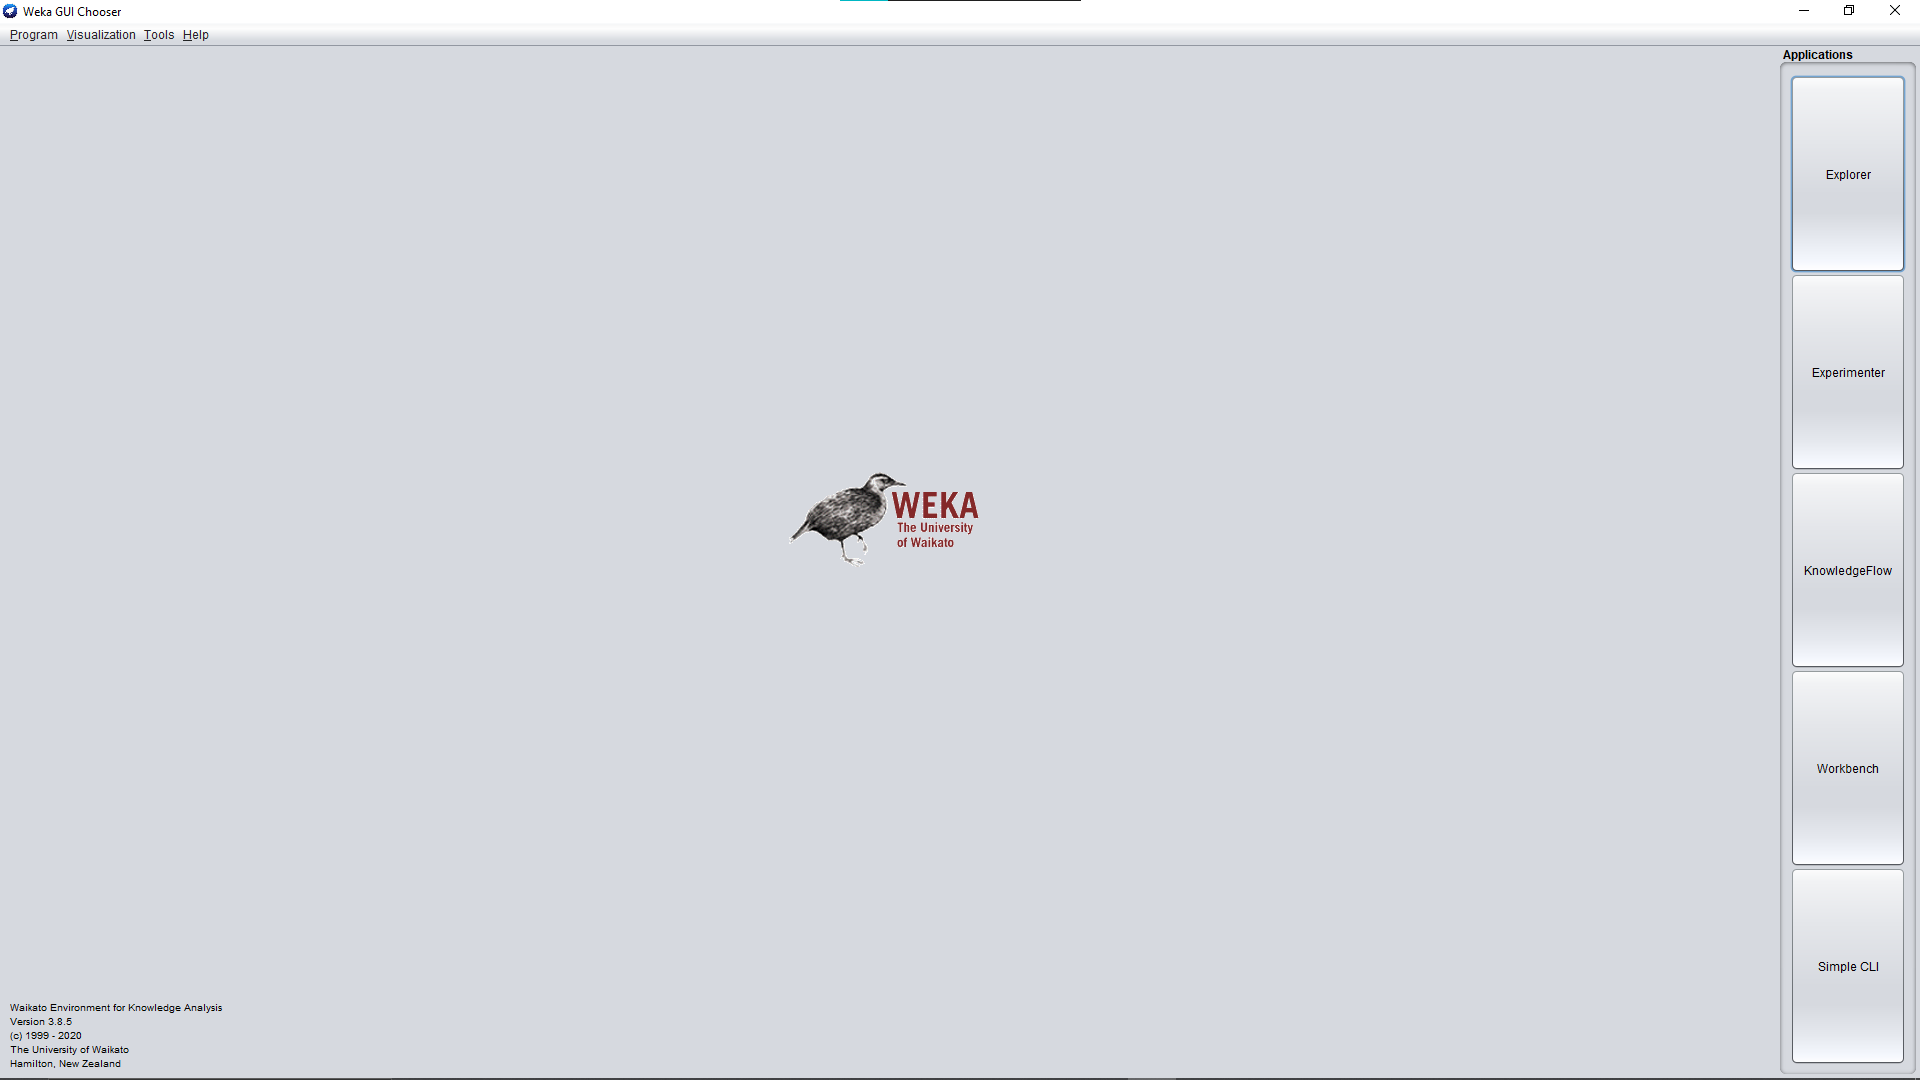 Weka GUI Chooser
Program Visualization Tools Help
Applications
Explorer
Experimenter
KnowledgeFlow
Workbench
Simple CLI
WEKA
The University
of Waikato
Waikato Environment for Knowledge Analysis
Version 3.8.5
(c) 1999 - 2020
The University of Waikato
Hamilton, New Zealand